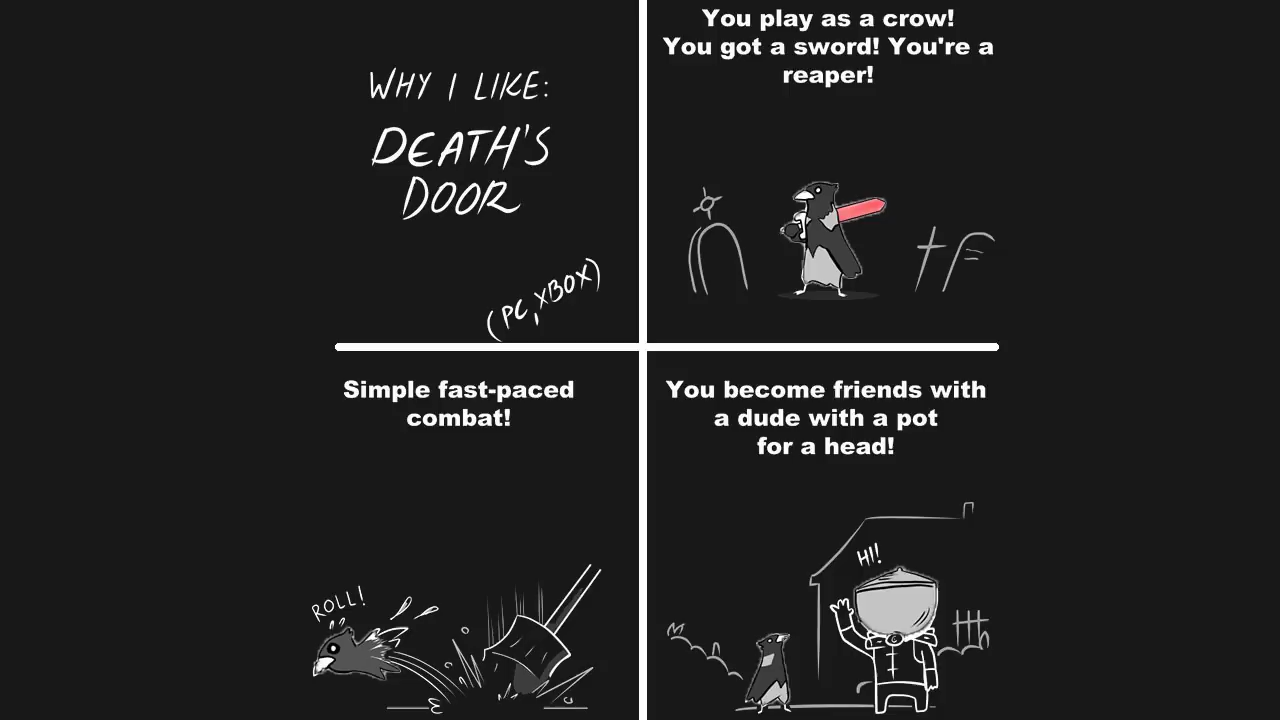 WHY I LIKE:
DEATH'S
DOOR
(PC, XBOX)
You play as a crow!
You got a sword! You're a
reaper!
Simple fast-paced
combat!
ROLL!
You become friends with
a dude with a pot
for a head!
HI!